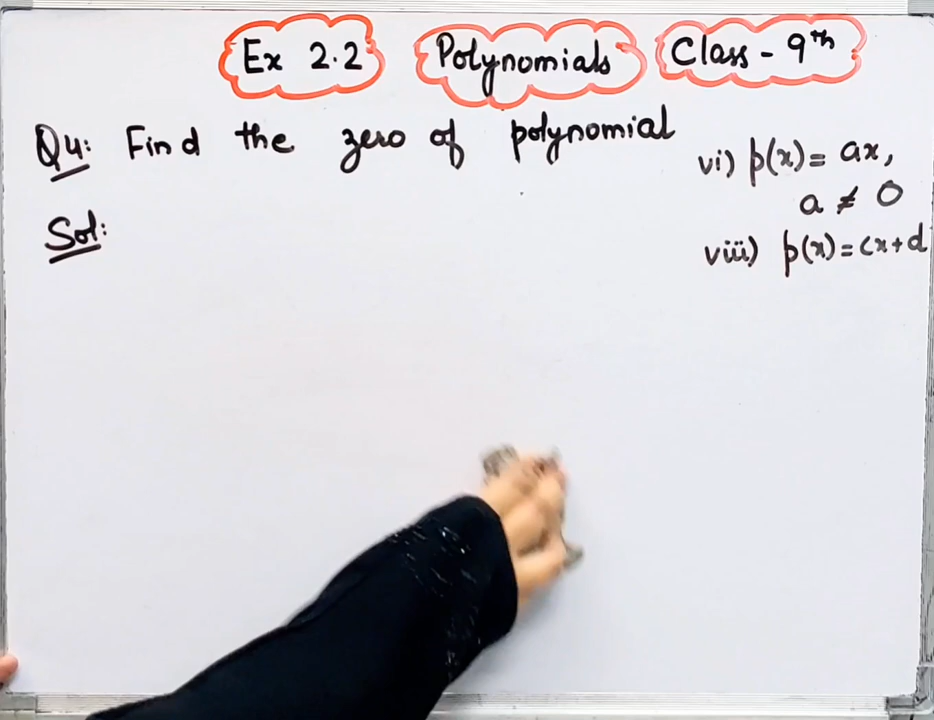 Ex 2.2 Polynomials Class - 9th
Q4: Find the zero of polynomial
vi) p(x) = ax,
a ≠ 0
Sol:
viii) p(x) = cx+d